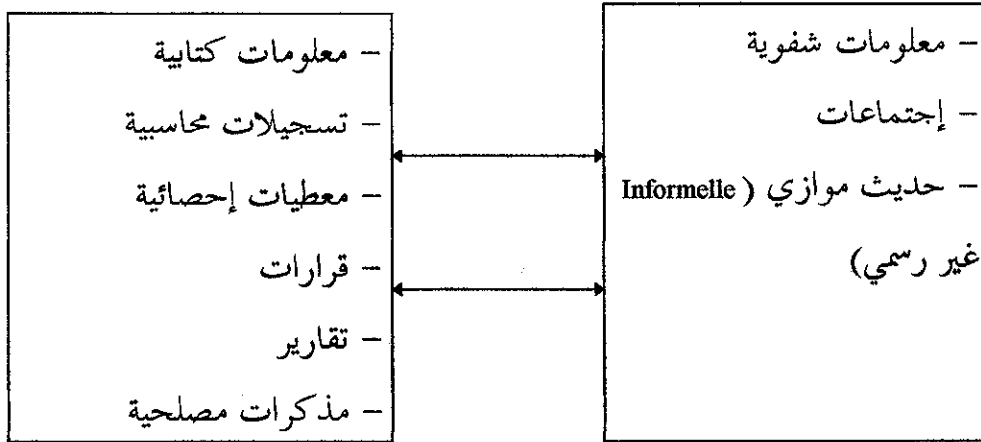 – معلومات شفوية
– إجتماعات
– حديث موازي ( Informelle
غير رسمي)
– معلومات كتابية
– تسجيلات محاسبية
– معطيات إحصائية
– قرارات
– تقارير
– مذكرات مصلحية